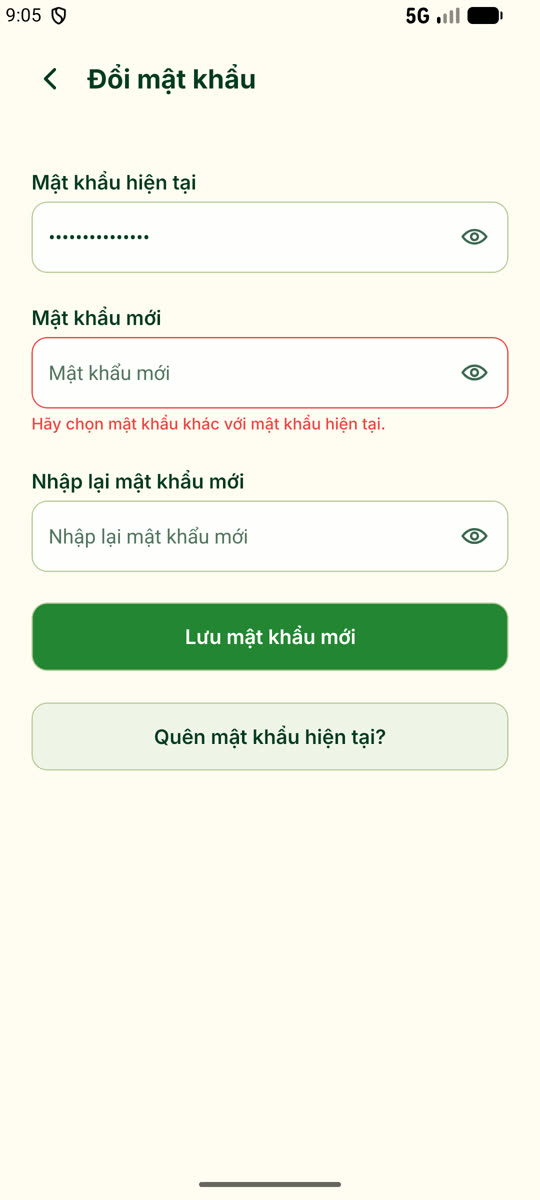 9:05
5G
Đổi mật khẩu
Mật khẩu hiện tại
•••••••••••••••
Mật khẩu mới
Mật khẩu mới
Hãy chọn mật khẩu khác với mật khẩu hiện tại.
Nhập lại mật khẩu mới
Nhập lại mật khẩu mới
Lưu mật khẩu mới
Quên mật khẩu hiện tại?